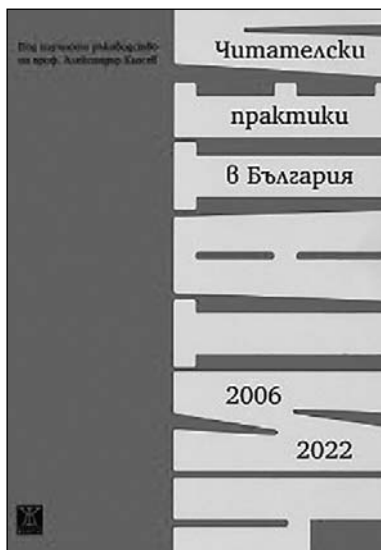 Под научното ръководство
на проф. Александър Кьосев
Читателски
практики
в България
2006
2022